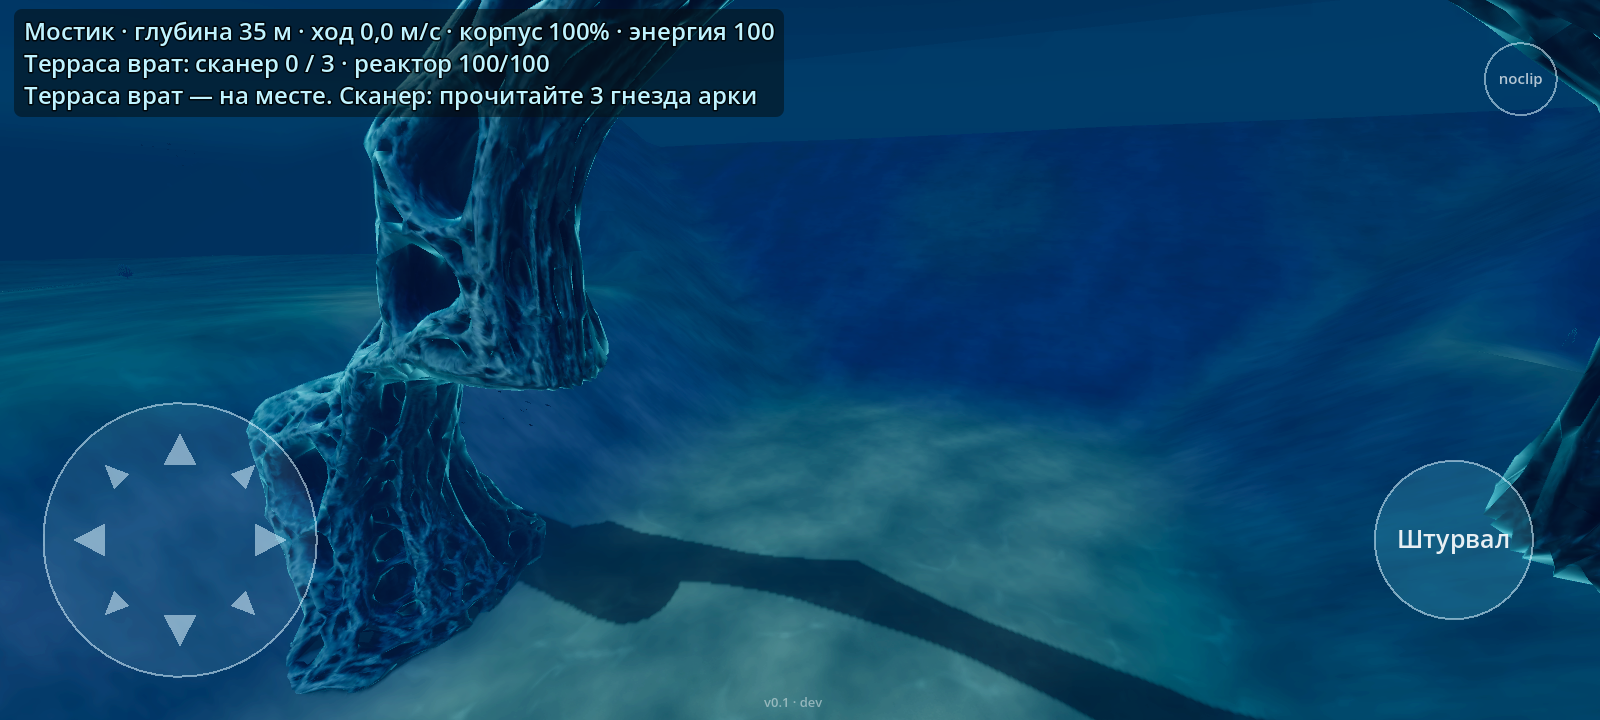 Мостик · глубина 35 м · ход 0,0 м/с · корпус 100% · энергия 100
Терраса врат: сканер 0 / 3 · реактор 100/100
Терраса врат — на месте. Сканер: прочитайте 3 гнезда арки
noclip
Штурвал
v0.1 · dev